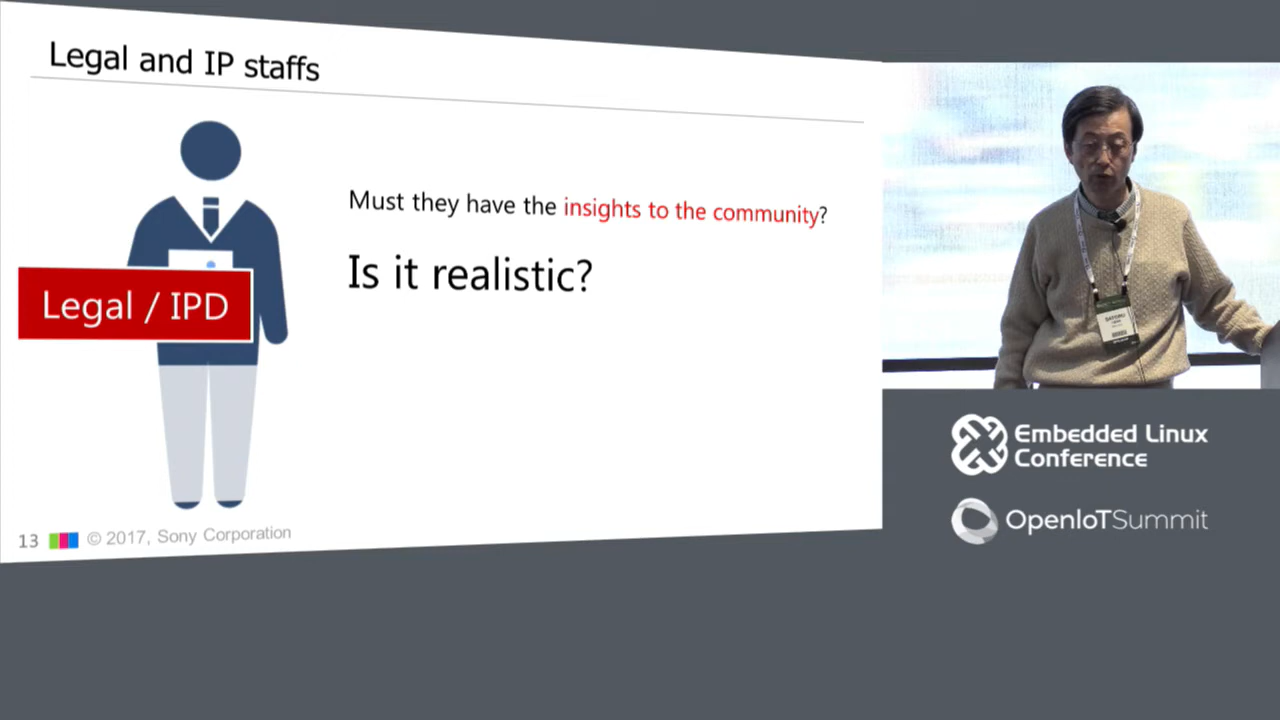 Legal and IP staffs
Must they have the insights to the community?
Is it realistic?
Legal / IPD
13 © 2017, Sony Corporation
Embedded Linux
Conference
OpenIoTSummit